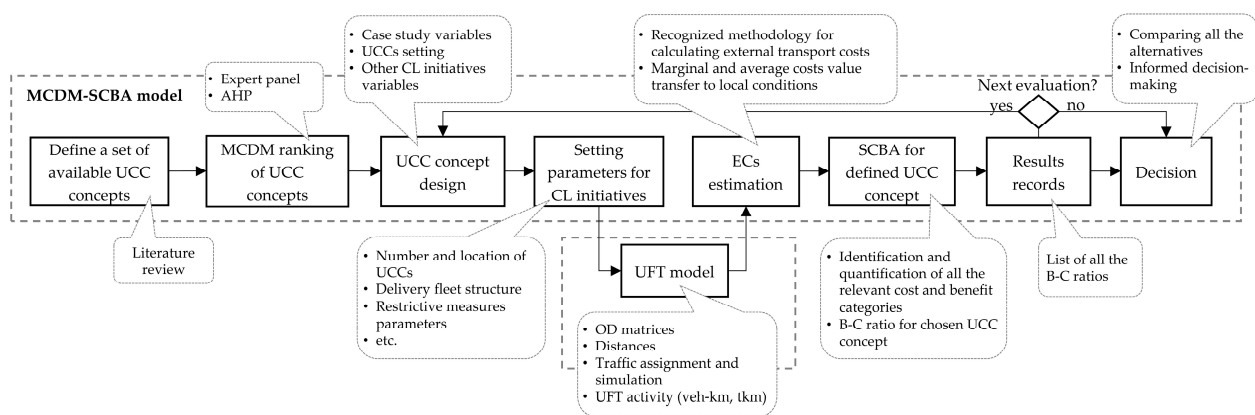 • Case study variables
• UCCs setting
• Other CL initiatives
variables
• Recognized methodology for
calculating external transport costs
• Marginal and average costs value
transfer to local conditions
• Comparing all the
alternatives
• Informed decision-
making
• Expert panel
• AHP
MCDM-SCBA model
Next evaluation?
yes
no
Define a set of
available UCC
concepts
MCDM ranking
of UCC
concepts
UCC concept
design
Setting
parameters for
CL initiatives
ECs
estimation
SCBA for
defined UCC
concept
Results
records
Decision
Literature
review
• Number and location of
UCCs
• Delivery fleet structure
• Restrictive measures
parameters
• etc.
UFT model
• OD matrices
• Distances
• Traffic assignment and
simulation
• UFT activity (veh-km, tkm)
• Identification and
quantification of all the
relevant cost and benefit
categories
• B-C ratio for chosen UCC
concept
List of all the
B-C ratios